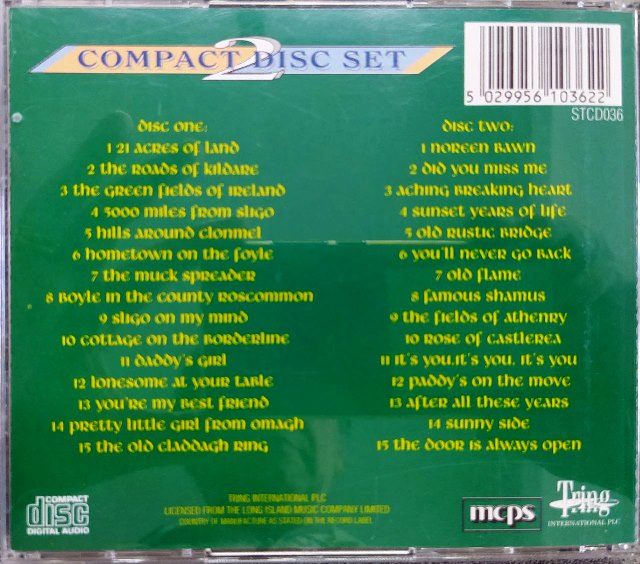 COMPACT 2 DISC SET
5 029956 103622
STCD036
DISC ONE:
1 21 ACRES OF LAND
2 THE ROADS OF KILDARE
3 THE GREEN FIELDS OF IRELAND
4 5000 MILES FROM SLIGO
5 HILLS AROUND CLONMEL
6 HOMETOWN ON THE FOYLE
7 THE MUCK SPREADER
8 BOYLE IN THE COUNTY ROSCOMMON
9 SLIGO ON MY MIND
10 COTTAGE ON THE BORDERLINE
11 DADDY'S GIRL
12 LONESOME AT YOUR TABLE
13 YOU'RE MY BEST FRIEND
14 PRETTY LITTLE GIRL FROM OMAGH
15 THE OLD CLADDAGH RING
DISC TWO:
1 NOREEN BAWN
2 DID YOU MISS ME
3 ACHING BREAKING HEART
4 SUNSET YEARS OF LIFE
5 OLD RUSTIC BRIDGE
6 YOU'LL NEVER GO BACK
7 OLD FLAME
8 FAMOUS SHAMUS
9 THE FIELDS OF ATHENRY
10 ROSE OF CASTLEREA
11 IT'S YOU.IT'S YOU. IT'S YOU
12 PADDY'S ON THE MOVE
13 AFTER ALL THESE YEARS
14 SUNNY SIDE
15 THE DOOR IS ALWAYS OPEN
COMPACT
disc
DIGITAL AUDIO
TRING INTERNATIONAL PLC
LICENSED FROM THE LONG ISLAND MUSIC COMPANY LIMITED
COUNTRY OF MANUFACTURE AS STATED ON THE RECORD LABEL
mcps
Tring
INTERNATIONAL PLC